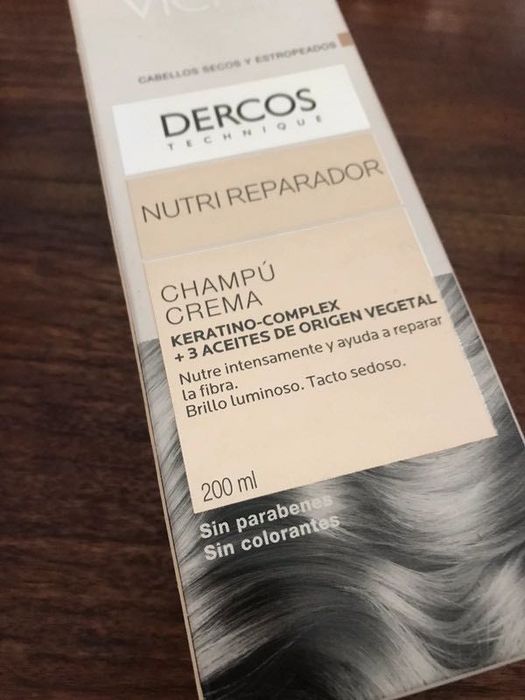 VICHY
CABELLOS SECOS Y ESTROPEADOS
DERCOS
TECHNIQUE
NUTRI REPARADOR
CHAMPÚ
CREMA
KERATINO-COMPLEX
+ 3 ACEITES DE ORIGEN VEGETAL
Nutre intensamente y ayuda a reparar
la fibra.
Brillo luminoso. Tacto sedoso.
200 ml
Sin parabenes
Sin colorantes